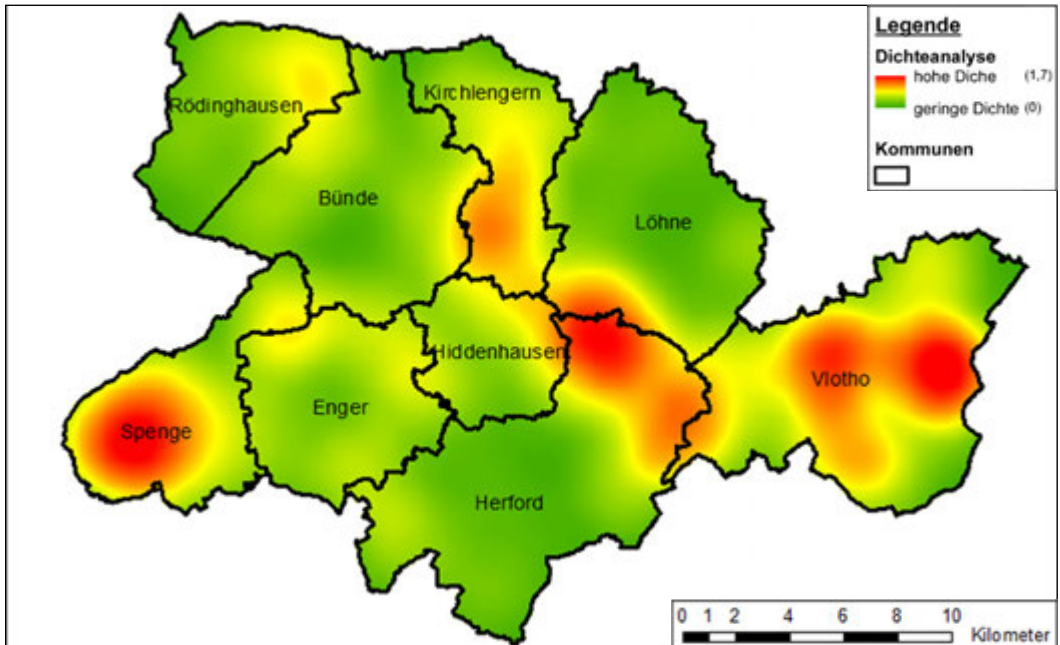 Legende
Dichteanalyse
hohe Diche (1,7)
geringe Dichte (0)
Kommunen
Rödinghausen
Kirchlengern
Bünde
Löhne
Hiddenhausen
Vlotho
Enger
Spenge
Herford
0 1 2 4 6 8 10
Kilometer